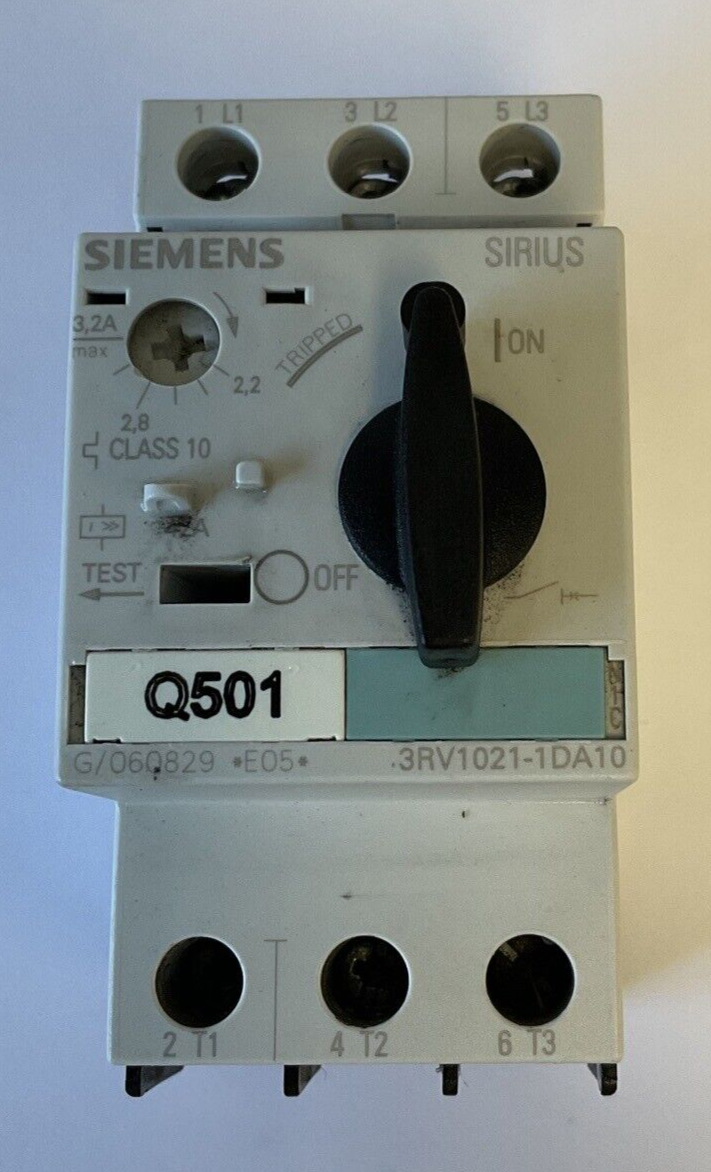 1 L1 3 L2 5 L3
SIEMENS SIRIUS
3,2A
max
TRIPPED
ON
2,2
2,8
CLASS 10
I >>
TEST
OFF
Q501
G/060829 *E05* 3RV1021-1DA10
2 T1 4 T2 6 T3